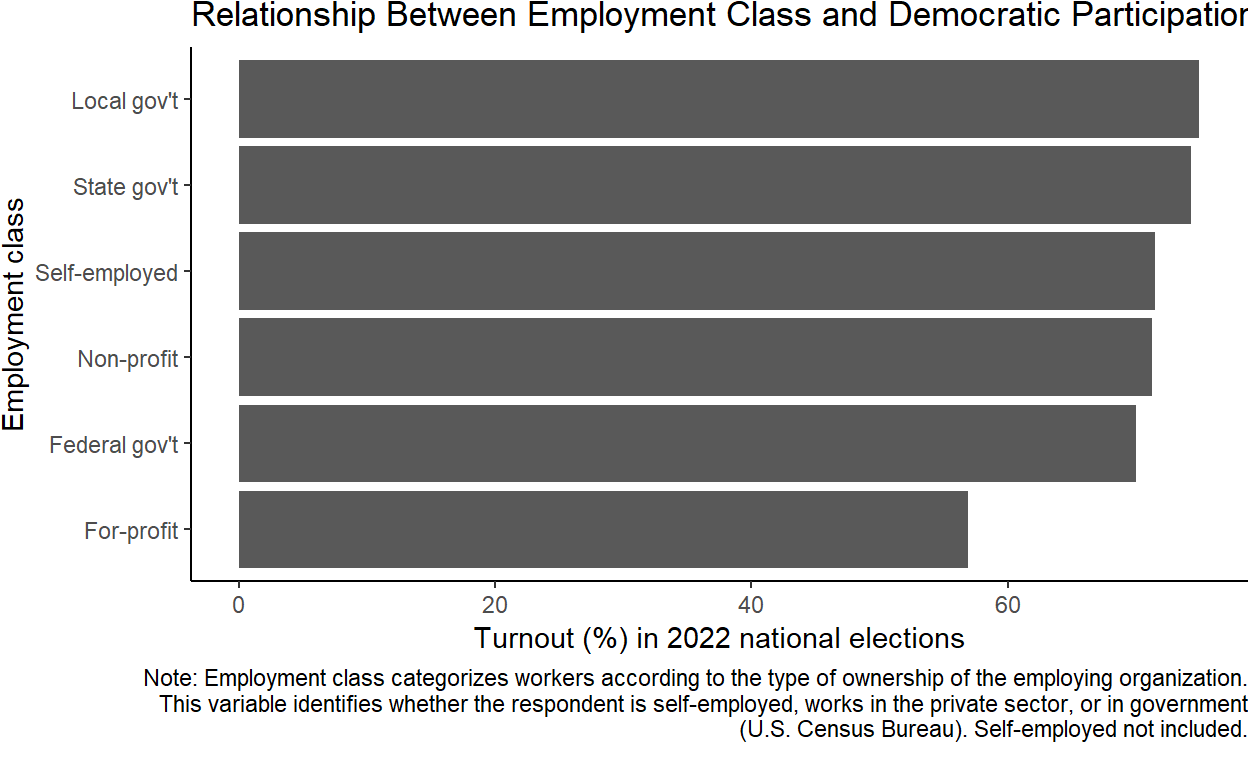 Relationship Between Employment Class and Democratic Participation
Employment class
Local gov't
State gov't
Self-employed
Non-profit
Federal gov't
For-profit
0 20 40 60
Turnout (%) in 2022 national elections
Note: Employment class categorizes workers according to the type of ownership of the employing organization.
This variable identifies whether the respondent is self-employed, works in the private sector, or in government
(U.S. Census Bureau). Self-employed not included.